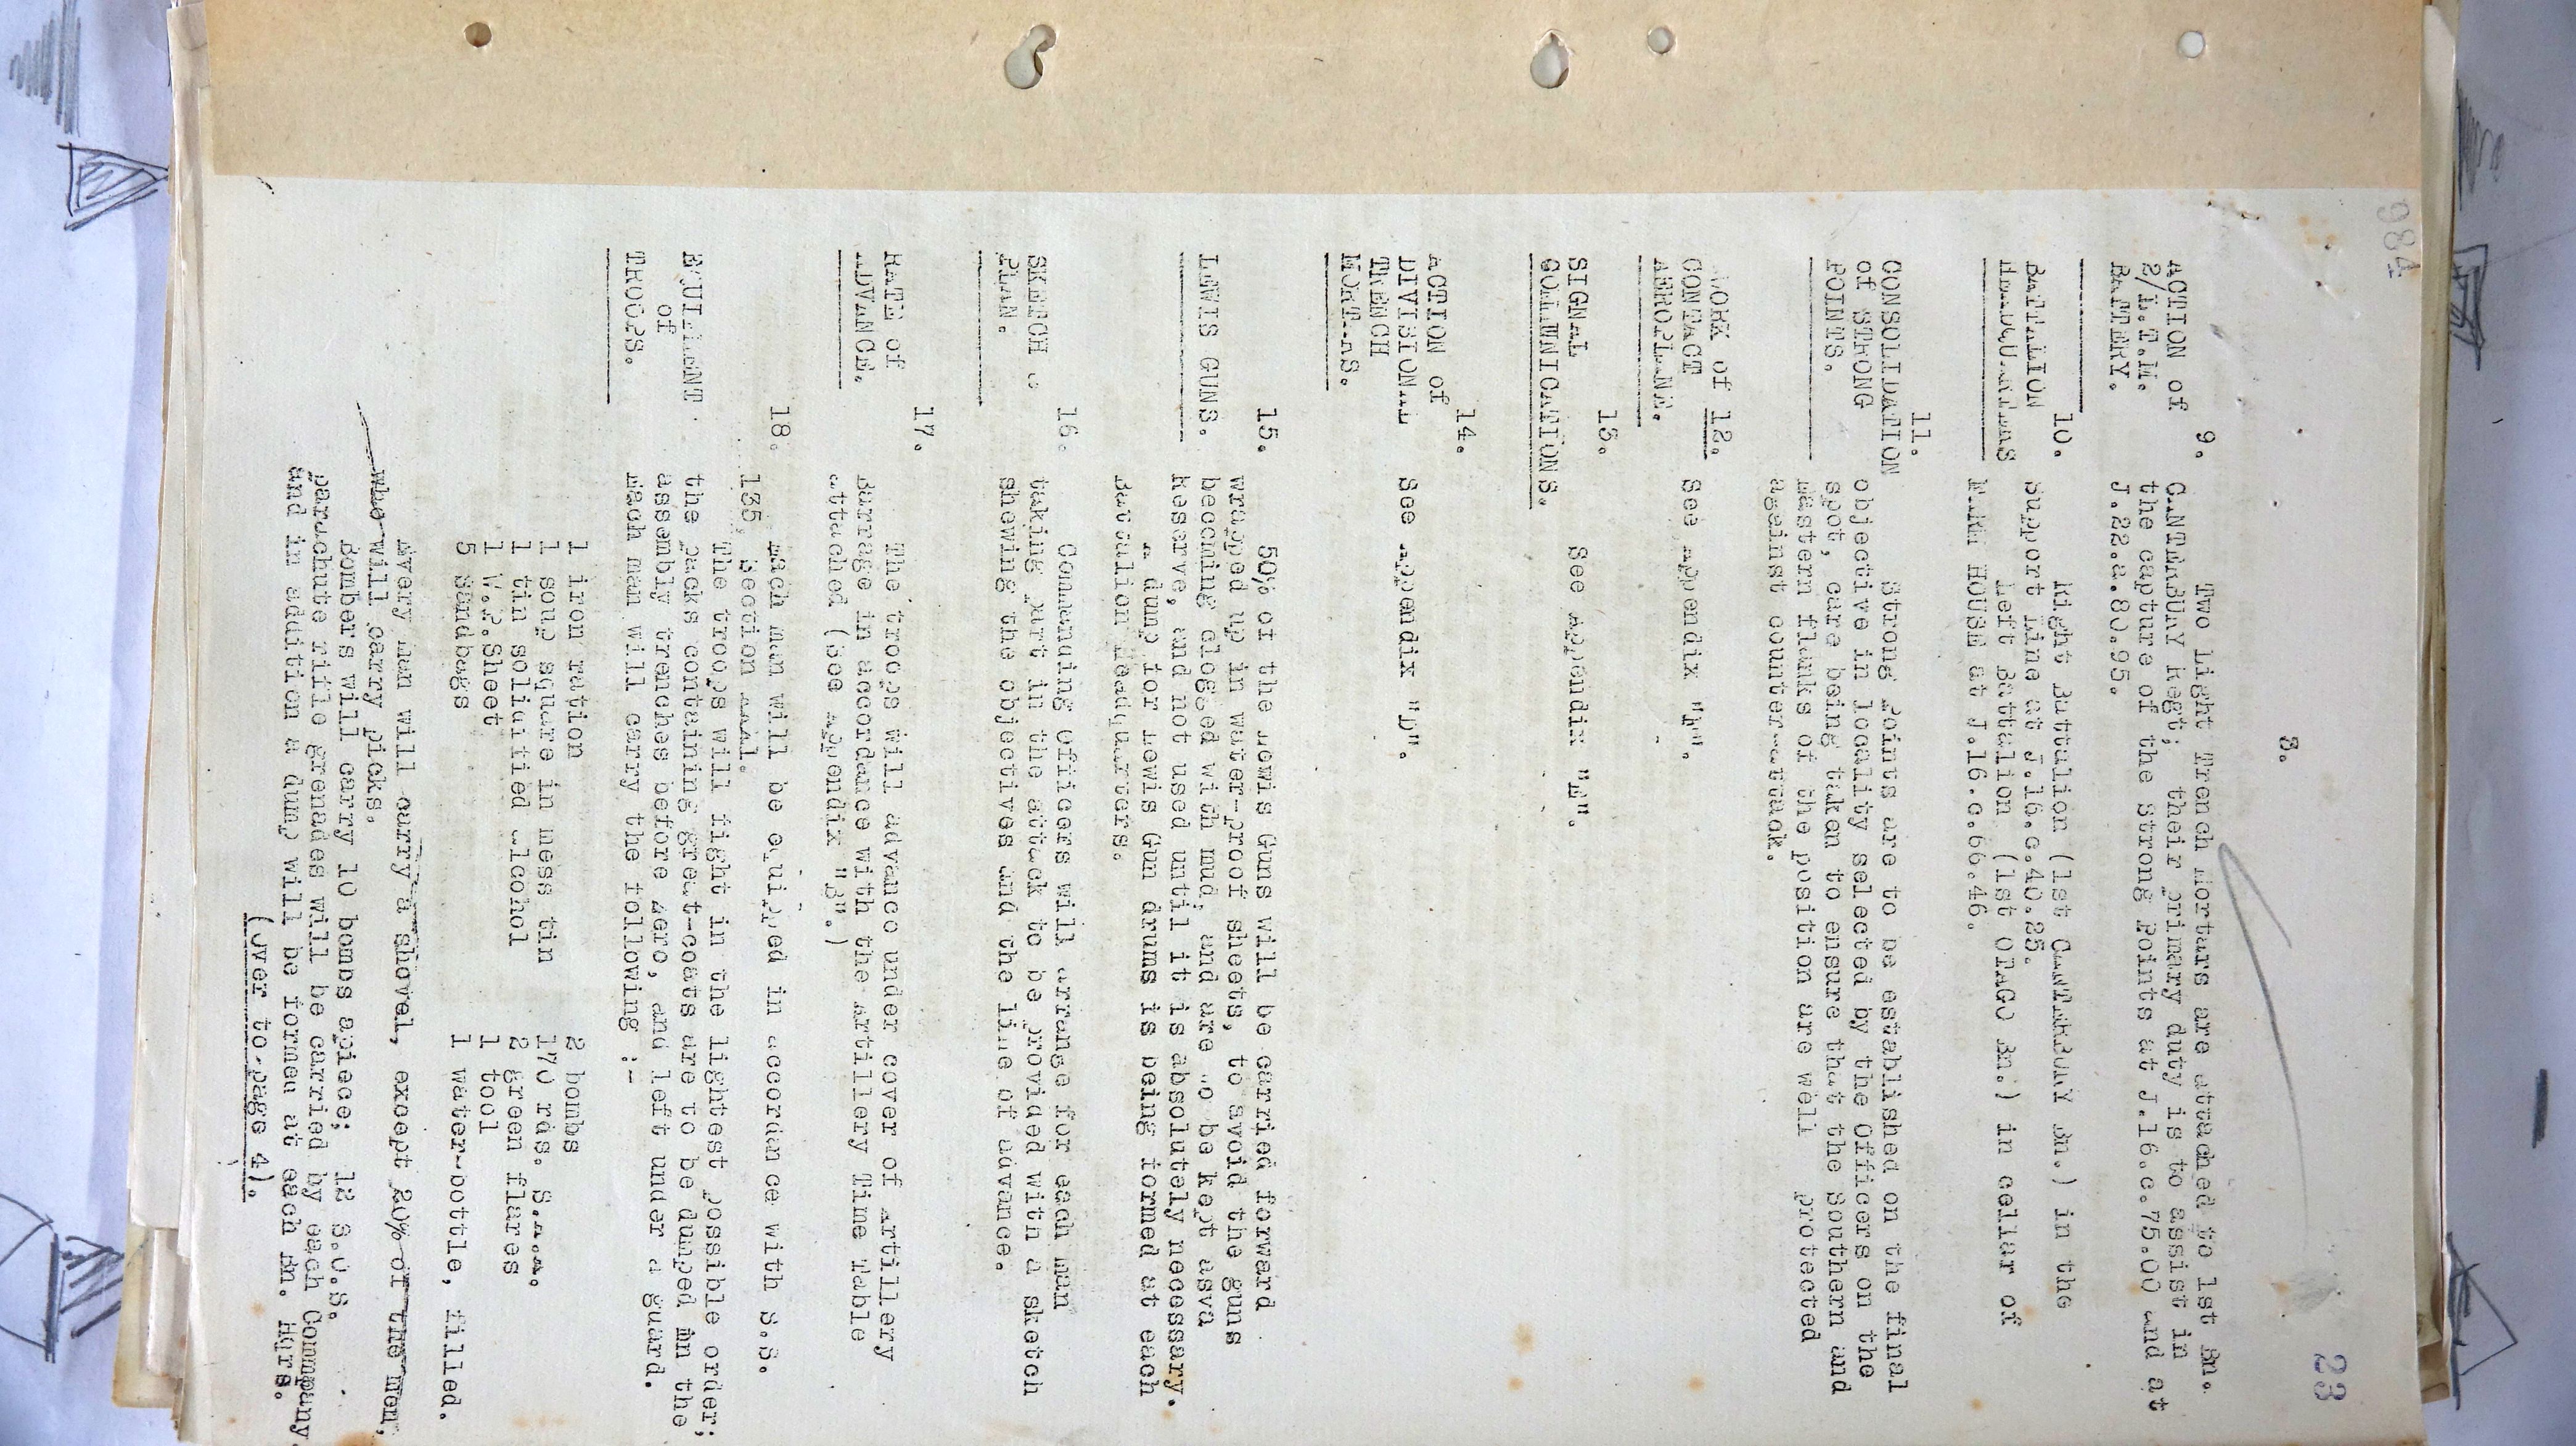 984
23
3.
ACTION of
2/L.T.M.
BATTERY.
9. Two Light Trench Mortars are attached to 1st Bn.
CANTERBURY Regt; their primary duty is to assist in
the capture of the Strong Points at J.16.c.75.00 and at
J.22.a.80.95.
BATTALION
HEADQUARTERS
10. Right Battalion (1st CANTERBURY Bn.) in the
Support Line at J.16.c.40.25.
Left Battalion (1st OTAGO Bn.) in cellar of
FARM HOUSE at J.16.c.66.46.
CONSOLIDATION
of STRONG
POINTS.
11. Strong Points are to be established on the final
objective in locality selected by the Officers on the
spot, care being taken to ensure that the Southern and
Eastern flanks of the position are well protected
against counter-attack.
WORK of
CONTACT
AEROPLANE.
12. See Appendix "F".
SIGNAL
COMMUNICATIONS.
13. See Appendix "E".
ACTION of
DIVISIONAL
TRENCH
MORTARS.
14. See Appendix "D".
LEWIS GUNS.
15. 50% of the Lewis Guns will be carried forward
wrapped up in water-proof sheets, to avoid the guns
becoming clogged with mud, and are to be kept asva
Reserve, and not used until it is absolutely necessary.
A dump for Lewis Gun drums is being formed at each
Battalion Headquarters.
SKETCH
PLAN.
16. Commanding Officers will arrange for each man
taking part in the attack to be provided with a sketch
shewing the objectives and the line of advance.
RATE of
ADVANCE.
17. The troops will advance under cover of Artillery
Barrage in accordance with the Artillery Time Table
attached (See Appendix "B".)
EQUIPMENT
of
TROOPS.
18. Each man will be equipped in accordance with S.S.
135, Section
The troops will fight in the lightest possible order;
the packs containing great-coats are to be dumped in the
assembly trenches before zero, and left under a guard.
Each man will carry the following :-
1 iron ration 2 bombs
1 soup square in mess tin 170 rds. S.A.A.
1 tin solidified alcohol 2 green flares
1 W.P.Sheet 1 tool
5 sandbags 1 water-bottle, filled.
Every man will carry a shovel, except 20% of the men,
who will carry picks.
Bombers will carry 10 bombs apiece; 12 S.O.S.
parachute rifle grenades will be carried by each Company,
and in addition a dump will be formed at each Bn. Hqrs.
(Over to page 4).